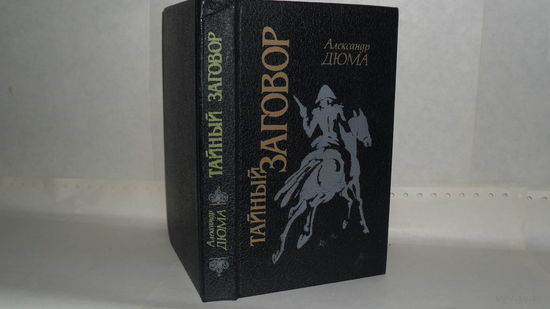 Александр
ДЮМА
ТАЙНЫЙ
ЗАГОВОР
Александр
ДЮМА
ТАЙНЫЙ ЗАГОВОР